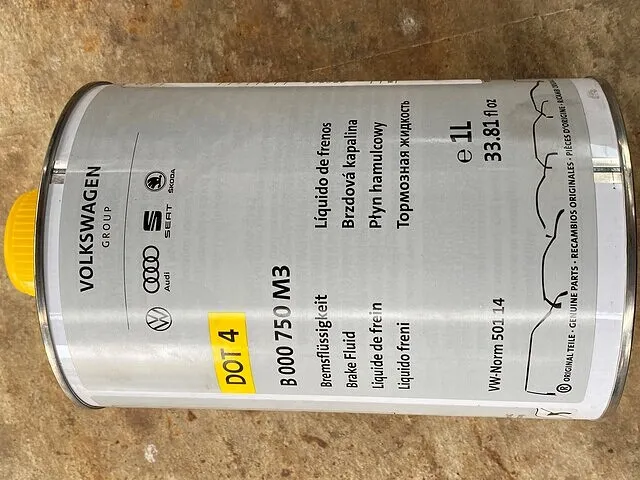 VOLKSWAGEN
GROUP
Audi
SEAT
ŠKODA
DOT 4
B 000 750 M3
Bremsflüssigkeit
Brake Fluid
Liquide de frein
Liquido freni
Líquido de frenos
Brzdová kapalina
Płyn hamulcowy
Тормозная жидкость
VW-Norm 501 14
e 1L
33.81 fl oz
® ORIGINAL TEILE · GENUINE PARTS · RECAMBIOS ORIGINALES · PIÈCES D'ORIGINE ·